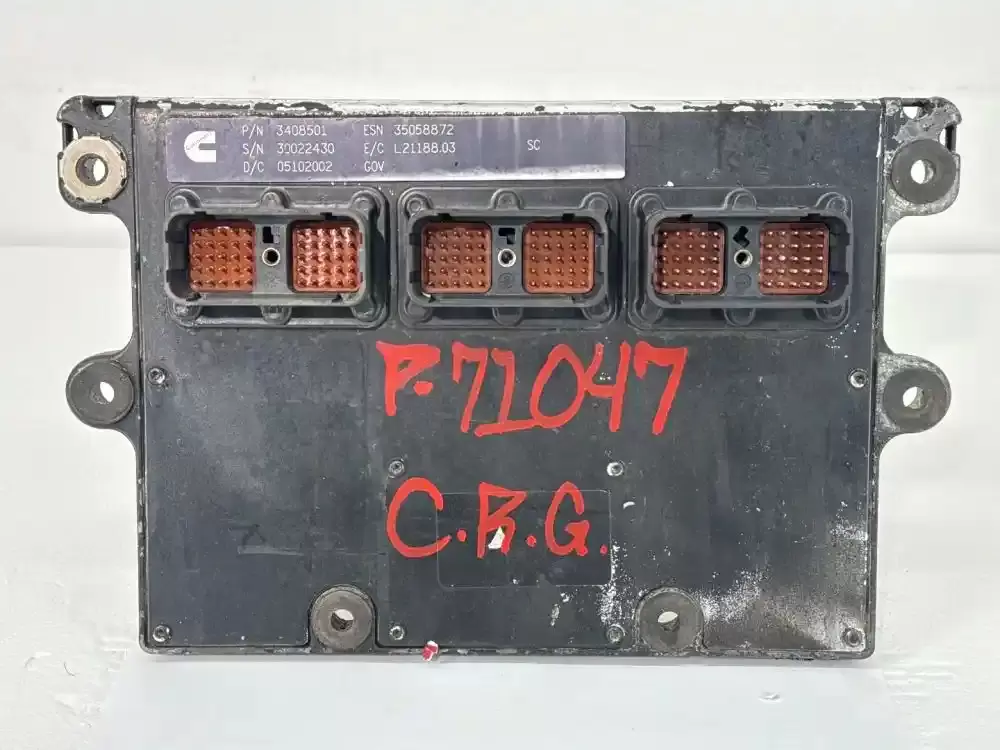 P/N 3408501 ESN 35058872
S/N 30022430 E/C L21188.03 SC
D/C 05102002 GOV
P.71047
C.R.G.